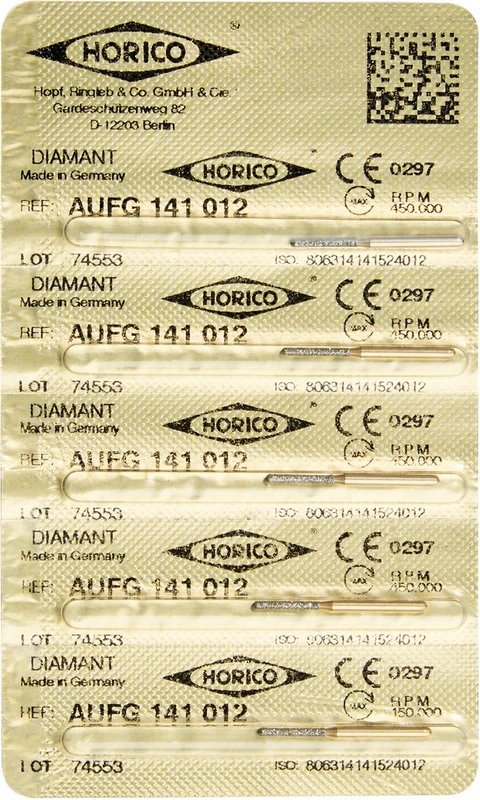 HORICO ®
Hopf, Ringleb & Co. GmbH & Cie.
Gardeschützenweg 82
D-12203 Berlin
DIAMANT HORICO ® CE 0297
Made in Germany
REF: AUFG 141 012 MAX RPM 450.000
LOT 74553 ISO: 806314141524012
DIAMANT HORICO ® CE 0297
Made in Germany
REF: AUFG 141 012 MAX RPM 450.000
LOT 74553 ISO: 806314141524012
DIAMANT HORICO ® CE 0297
Made in Germany
REF: AUFG 141 012 MAX RPM 450.000
LOT 74553 ISO: 806314141524012
DIAMANT HORICO ® CE 0297
Made in Germany
REF: AUFG 141 012 MAX RPM 450.000
LOT 74553 ISO: 806314141524012
DIAMANT HORICO ® CE 0297
Made in Germany
REF: AUFG 141 012 MAX RPM 450.000
LOT 74553 ISO: 806314141524012